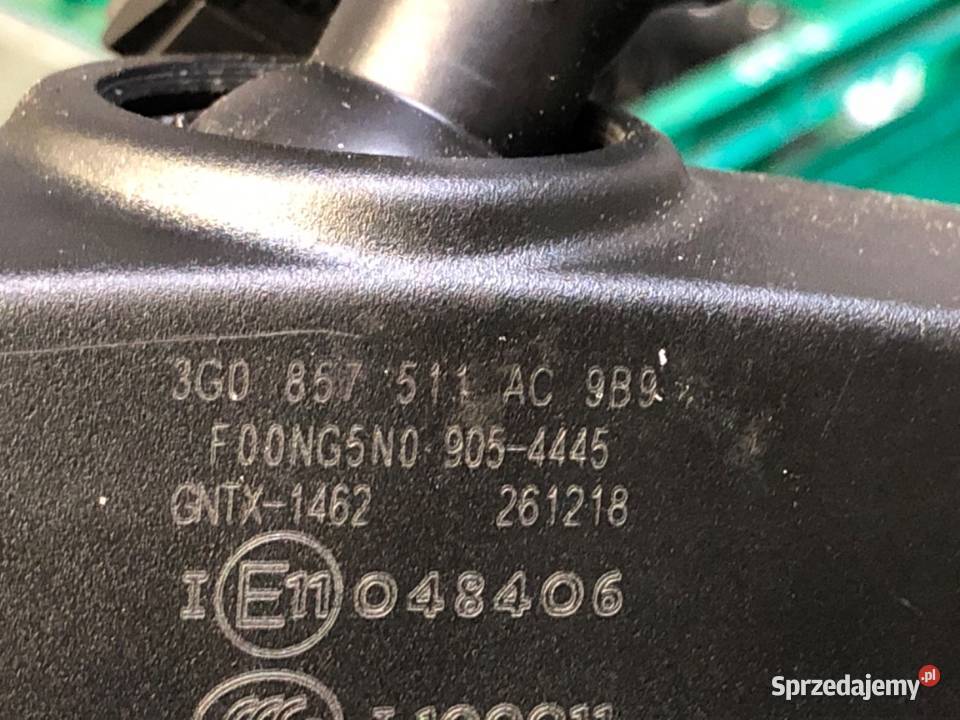 3G0 857 511 AC 9B9
F00NG5N0 905-4445
GNTX-1462 261218
I E11 048406
Sprzedajemy.pl